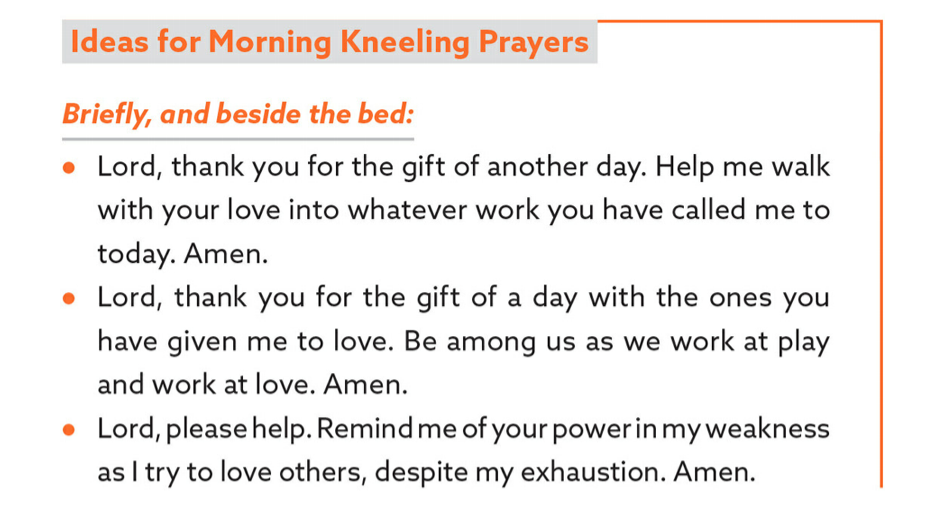 Ideas for Morning Kneeling Prayers
Briefly, and beside the bed:
• Lord, thank you for the gift of another day. Help me walk
with your love into whatever work you have called me to
today. Amen.
• Lord, thank you for the gift of a day with the ones you
have given me to love. Be among us as we work at play
and work at love. Amen.
• Lord, please help. Remind me of your power in my weakness
as I try to love others, despite my exhaustion. Amen.